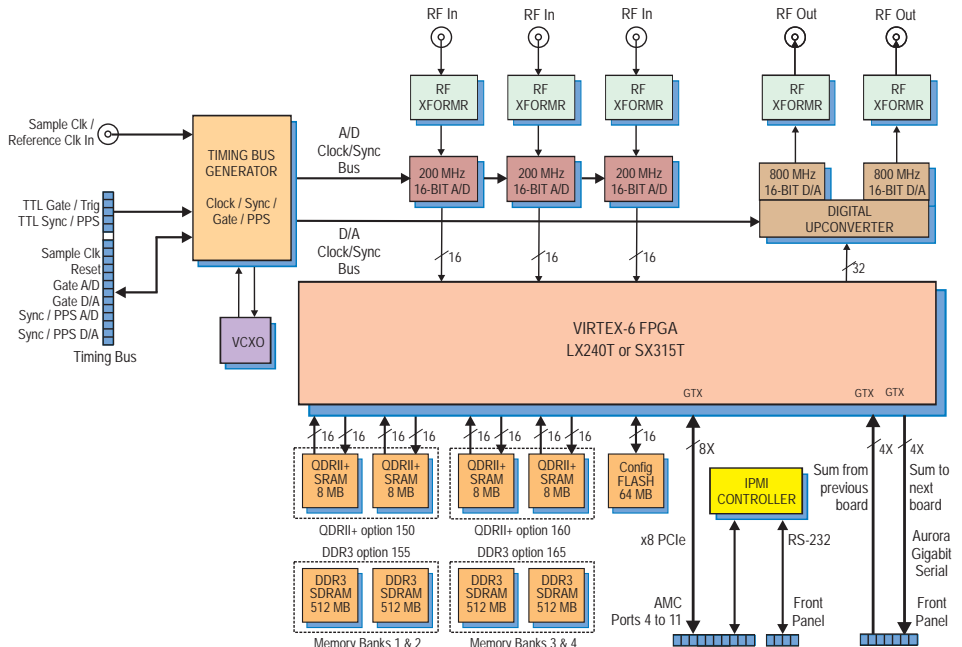 RF In
RF In
RF In
RF Out
RF Out
RF
XFORMR
RF
XFORMR
RF
XFORMR
RF
XFORMR
RF
XFORMR
Sample Clk /
Reference Clk In
TIMING BUS
GENERATOR
Clock / Sync /
Gate / PPS
A/D
Clock/Sync
Bus
200 MHz
16-BIT A/D
200 MHz
16-BIT A/D
200 MHz
16-BIT A/D
800 MHz
16-BIT D/A
800 MHz
16-BIT D/A
DIGITAL
UPCONVERTER
TTL Gate / Trig
TTL Sync / PPS
Sample Clk
Reset
Gate A/D
Gate D/A
Sync / PPS A/D
Sync / PPS D/A
Timing Bus
D/A
Clock/Sync
Bus
16
16
16
32
VCXO
VIRTEX-6 FPGA
LX240T or SX315T
GTX
GTX
GTX
16
16
16
16
16
16
16
16
16
8X
4X
4X
QDRII+
SRAM
8 MB
QDRII+
SRAM
8 MB
QDRII+
SRAM
8 MB
QDRII+
SRAM
8 MB
Config
FLASH
64 MB
IPMI
CONTROLLER
Sum from
previous
board
Sum to
next
board
QDRII+ option 150
QDRII+ option 160
DDR3 option 155
DDR3 option 165
x8 PCIe
RS-232
Aurora
Gigabit
Serial
DDR3
SDRAM
512 MB
DDR3
SDRAM
512 MB
DDR3
SDRAM
512 MB
DDR3
SDRAM
512 MB
AMC
Ports 4 to 11
Front
Panel
Front
Panel
Memory Banks 1 & 2
Memory Banks 3 & 4